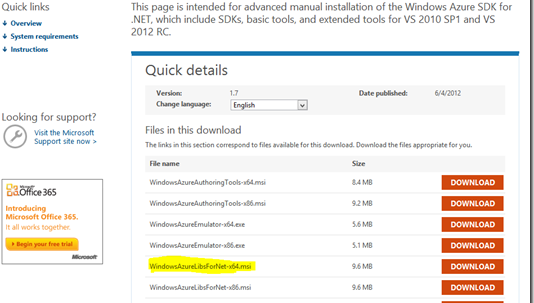 Quick links
Overview
System requirements
Instructions
Looking for support?
Visit the Microsoft
Support site now >
Microsoft
Office 365
Introducing
Microsoft Office 365.
It all works together.
Begin your free trial
Microsoft
This page is intended for advanced manual installation of the Windows Azure SDK for
.NET, which include SDKs, basic tools, and extended tools for VS 2010 SP1 and VS
2012 RC.
Quick details
Version: 1.7 Date published: 6/4/2012
Change language: English
Files in this download
The links in this section correspond to files available for this download. Download the files appropriate for you.
File name Size
WindowsAzureAuthoringTools-x64.msi 8.4 MB DOWNLOAD
WindowsAzureAuthoringTools-x86.msi 9.2 MB DOWNLOAD
WindowsAzureEmulator-x64.exe 5.6 MB DOWNLOAD
WindowsAzureEmulator-x86.exe 5.1 MB DOWNLOAD
WindowsAzureLibsForNet-x64.msi 9.6 MB DOWNLOAD
WindowsAzureLibsForNet-x86.msi 9.6 MB DOWNLOAD